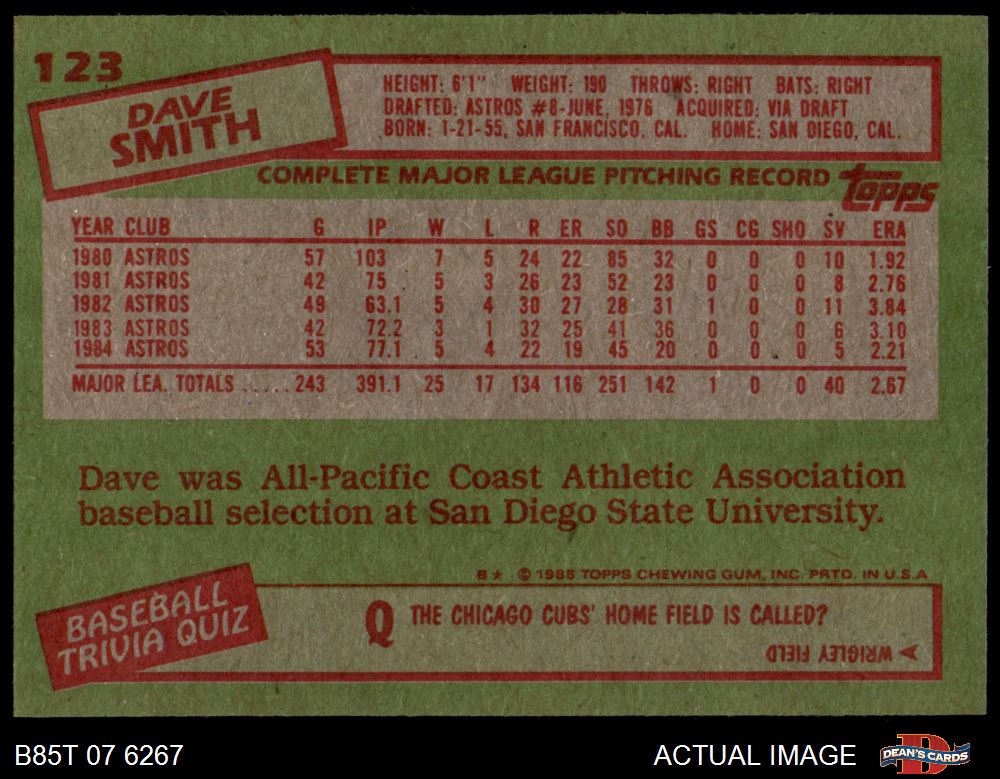 123
DAVE
SMITH
HEIGHT: 6'1" WEIGHT: 190 THROWS: RIGHT BATS: RIGHT
DRAFTED: ASTROS #8-JUNE, 1976 ACQUIRED: VIA DRAFT
BORN: 1-21-55, SAN FRANCISCO, CAL. HOME: SAN DIEGO, CAL.
COMPLETE MAJOR LEAGUE PITCHING RECORD topps
YEAR CLUB G IP W L R ER SO BB GS CG SHO SV ERA
1980 ASTROS 57 103 7 5 24 22 85 32 0 0 0 10 1.92
1981 ASTROS 42 75 5 3 26 23 52 23 0 0 0 8 2.76
1982 ASTROS 49 63.1 5 4 30 27 28 31 1 0 0 11 3.84
1983 ASTROS 42 72.2 3 1 32 25 41 36 0 0 0 6 3.10
1984 ASTROS 53 77.1 5 4 22 19 45 20 0 0 0 5 2.21
MAJOR LEA. TOTALS ..... 243 391.1 25 17 134 116 251 142 1 0 0 40 2.67
Dave was All-Pacific Coast Athletic Association
baseball selection at San Diego State University.
B* © 1985 TOPPS CHEWING GUM, INC. PRTD. IN U.S.A
BASEBALL
TRIVIA QUIZ
Q THE CHICAGO CUBS' HOME FIELD IS CALLED?
A WRIGLEY FIELD
B85T 07 6267 ACTUAL IMAGE DEAN'S CARDS